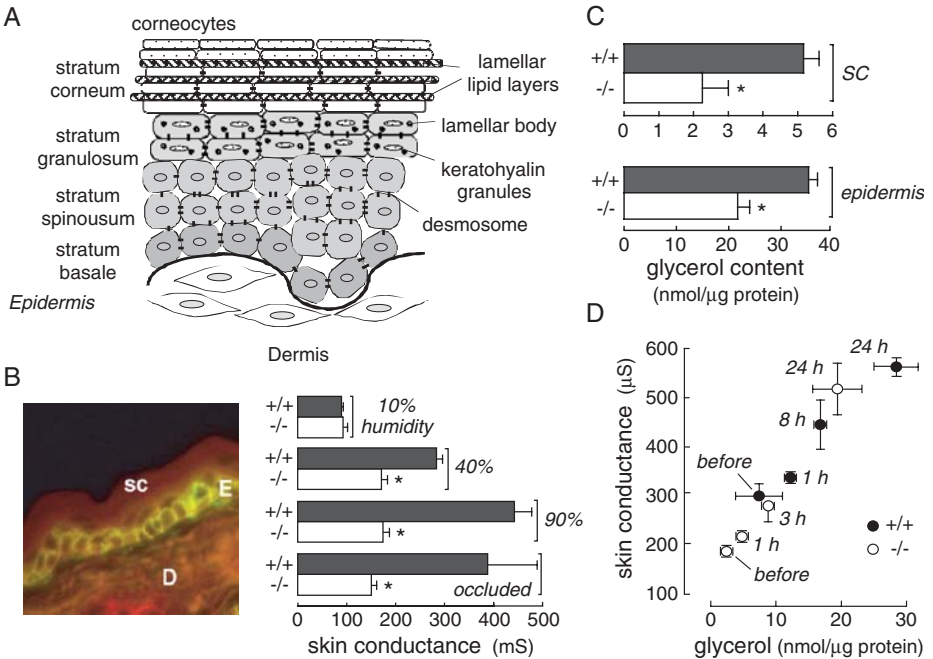 A
corneocytes
stratum
corneum
lamellar
lipid layers
stratum
granulosum
lamellar body
keratohyalin
granules
stratum
spinousum
desmosome
stratum
basale
Epidermis
Dermis
B
sc
E
D
+/+
-/-
10%
humidity
+/+
-/-
*
40%
+/+
-/-
*
90%
+/+
-/-
*
occluded
0 100 200 300 400 500
skin conductance (mS)
C
+/+
-/-
*
SC
0 1 2 3 4 5 6
+/+
-/-
*
epidermis
0 10 20 30 40
glycerol content
(nmol/μg protein)
D
600
500
400
300
200
100
skin conductance (μS)
24 h
24 h
8 h
before
1 h
3 h
1 h
before
+/+
-/-
0 10 20 30
glycerol (nmol/μg protein)